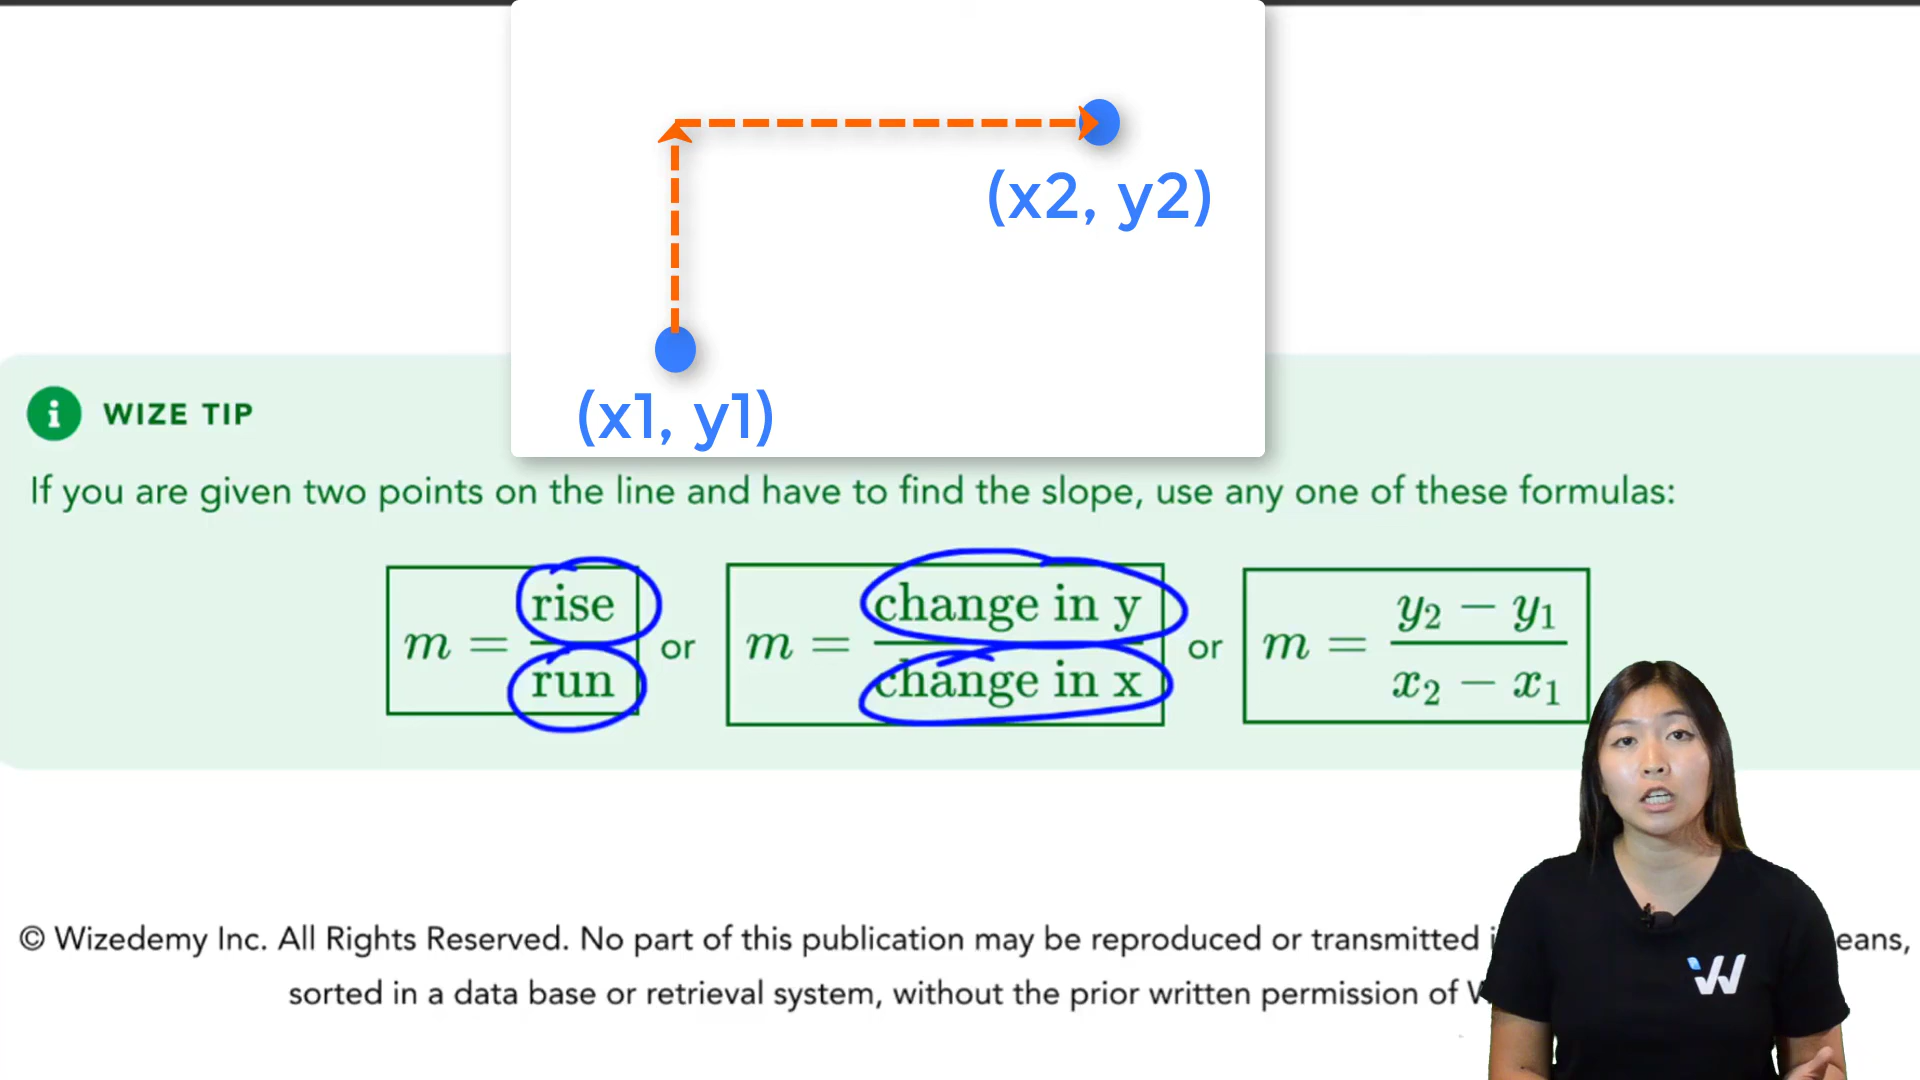 (x2, y2)
(x1, y1)
WIZE TIP
If you are given two points on the line and have to find the slope, use any one of these formulas:
m = rise / run or m = change in y / change in x or m = y₂ − y₁ / x₂ − x₁
© Wizedemy Inc. All Rights Reserved. No part of this publication may be reproduced or transmitted eans,
sorted in a data base or retrieval system, without the prior written permission of
W